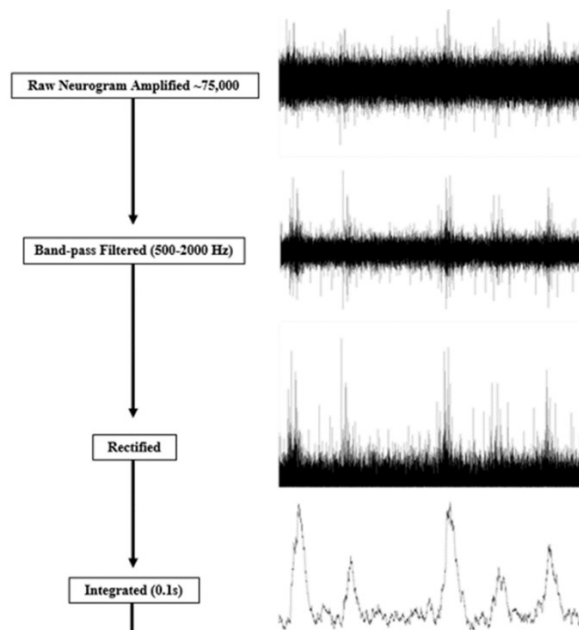 Raw Neurogram Amplified ~75,000
Band-pass Filtered (500-2000 Hz)
Rectified
Integrated (0.1s)